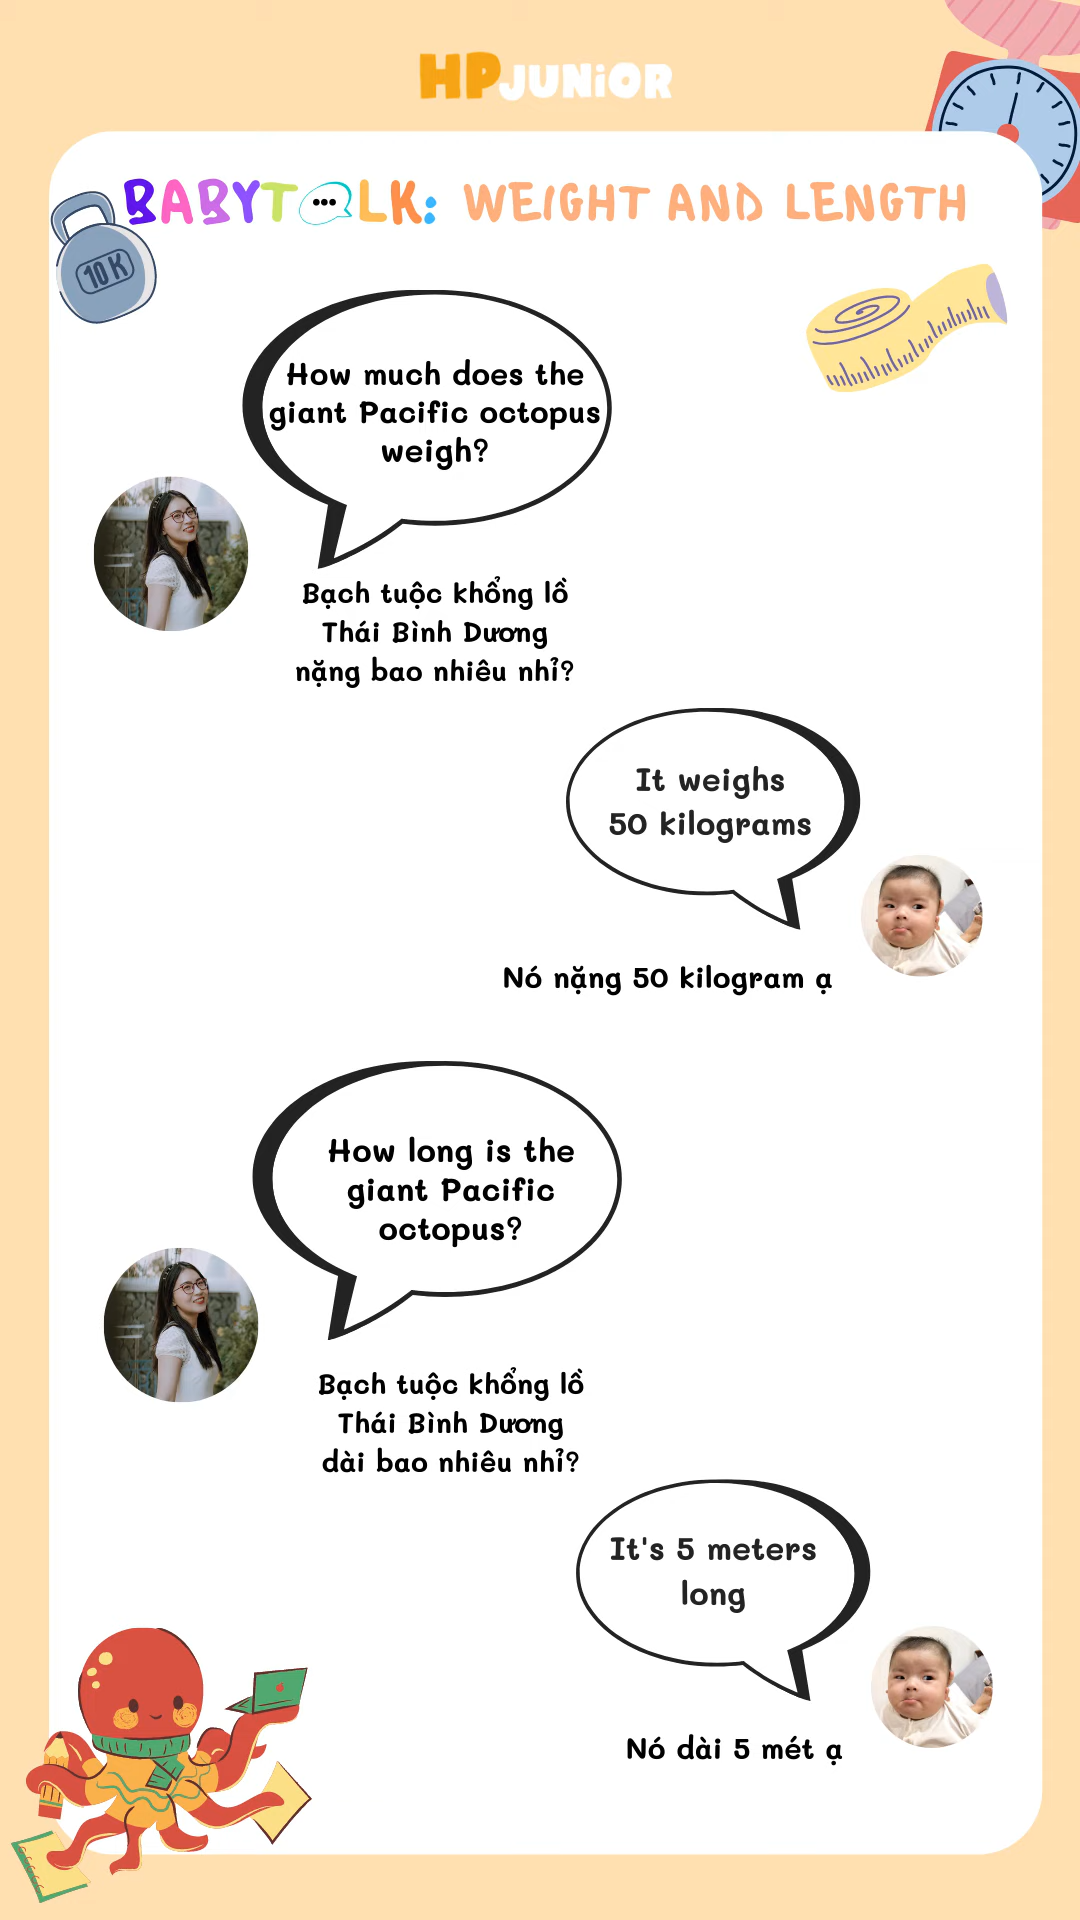 HPJUNiOR
BABYTALK: WEIGHT AND LENGTH
10 K
How much does the
giant Pacific octopus
weigh?
Bạch tuộc khổng lồ
Thái Bình Dương
nặng bao nhiêu nhỉ?
It weighs
50 kilograms
Nó nặng 50 kilogram ạ
How long is the
giant Pacific
octopus?
Bạch tuộc khổng lồ
Thái Bình Dương
dài bao nhiêu nhỉ?
It's 5 meters
long
Nó dài 5 mét ạ